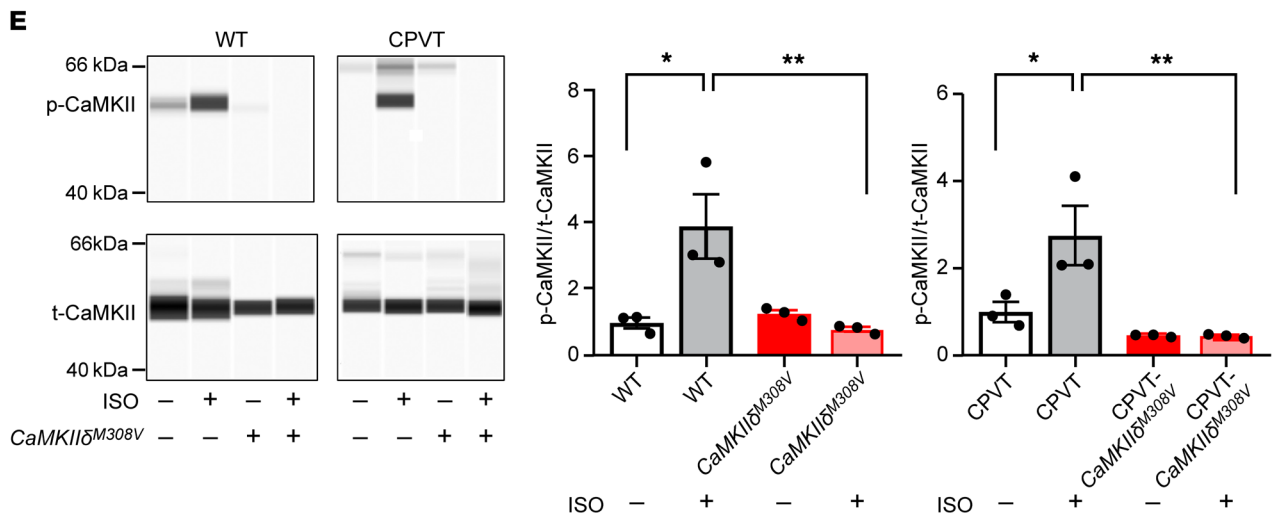 E
WT CPVT
66 kDa
p-CaMKII
40 kDa
66kDa
t-CaMKII
40 kDa
ISO – + – + – + – +
CaMKIIδM308V – – + + – – + +
* **
p-CaMKII/t-CaMKII
8
6
4
2
0
WT
WT
CaMKIIδM308V
CaMKIIδM308V
ISO – + – +
* **
p-CaMKII/t-CaMKII
6
4
2
0
CPVT
CPVT
CPVT-
CaMKIIδM308V
CPVT-
CaMKIIδM308V
ISO – + – +